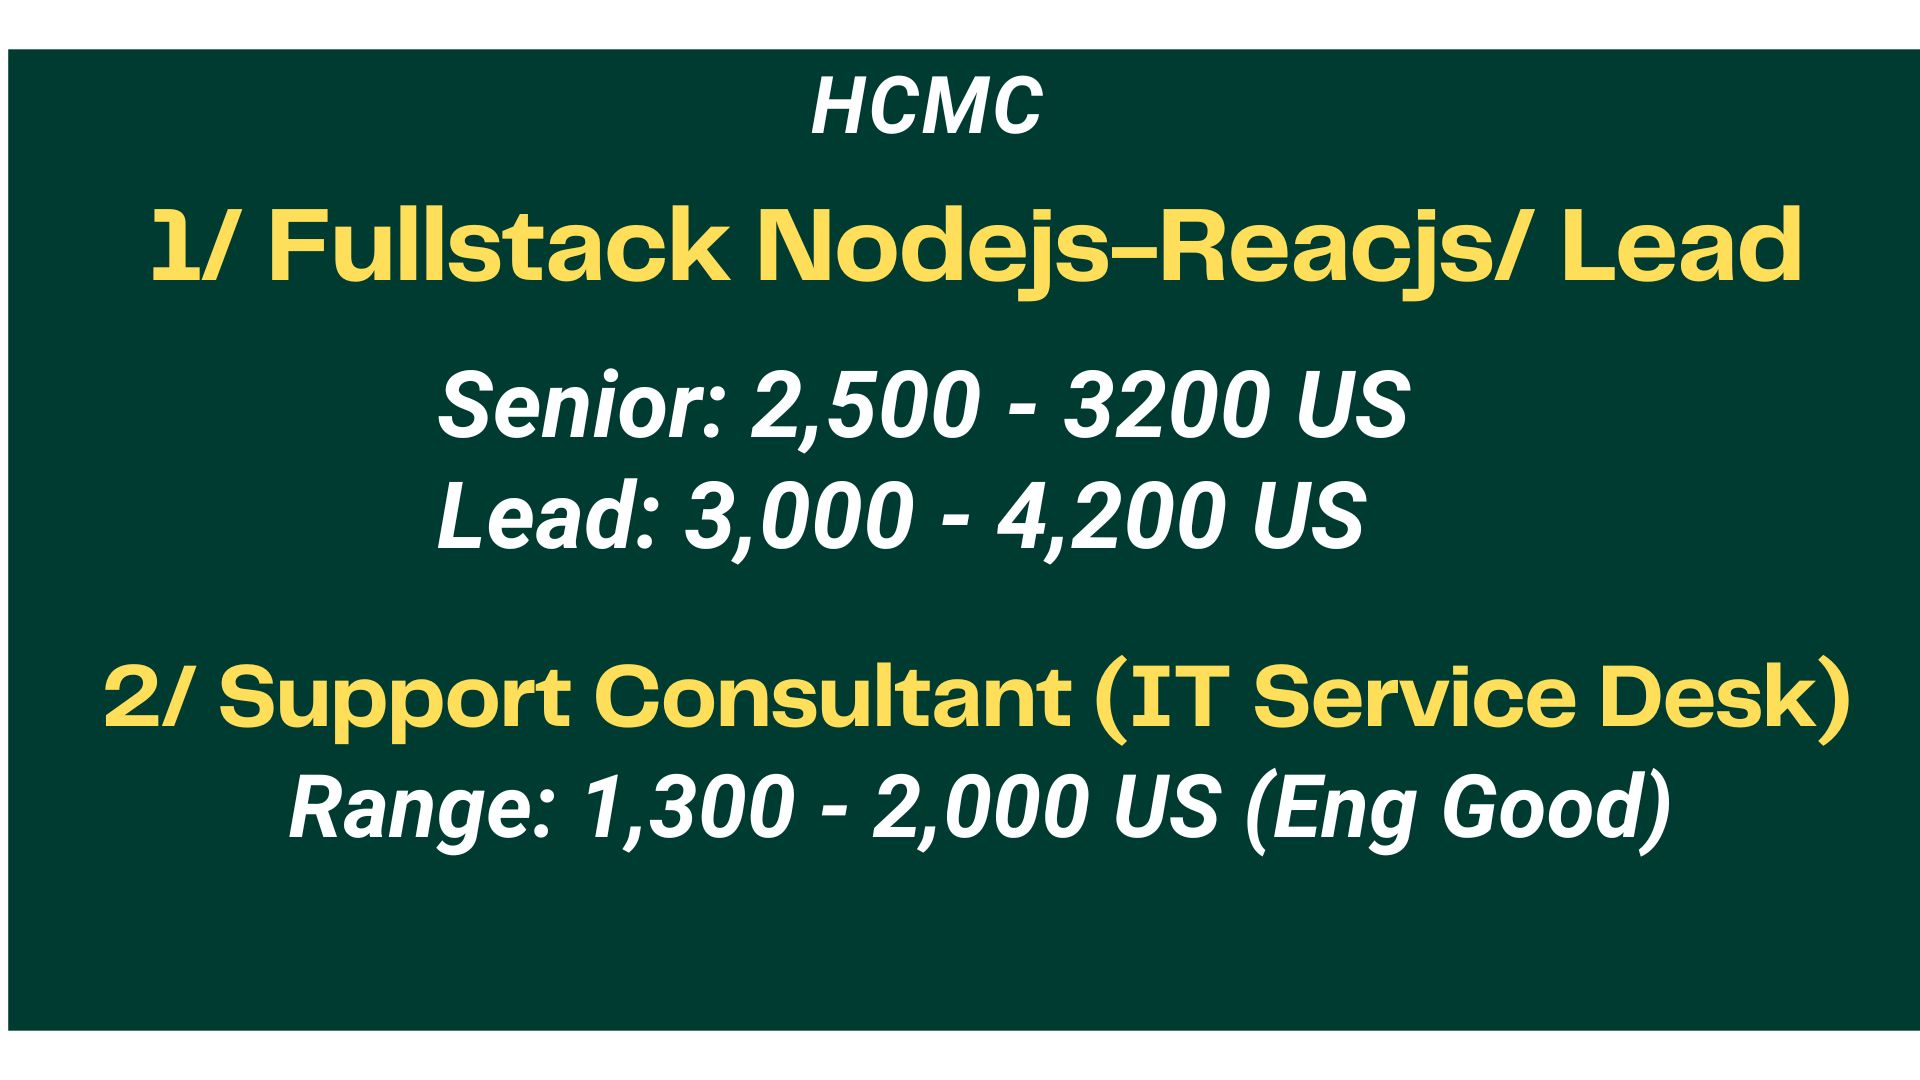 HCMC
1/ Fullstack Nodejs-Reacjs/ Lead
Senior: 2,500 - 3200 US
Lead: 3,000 - 4,200 US
2/ Support Consultant (IT Service Desk)
Range: 1,300 - 2,000 US (Eng Good)